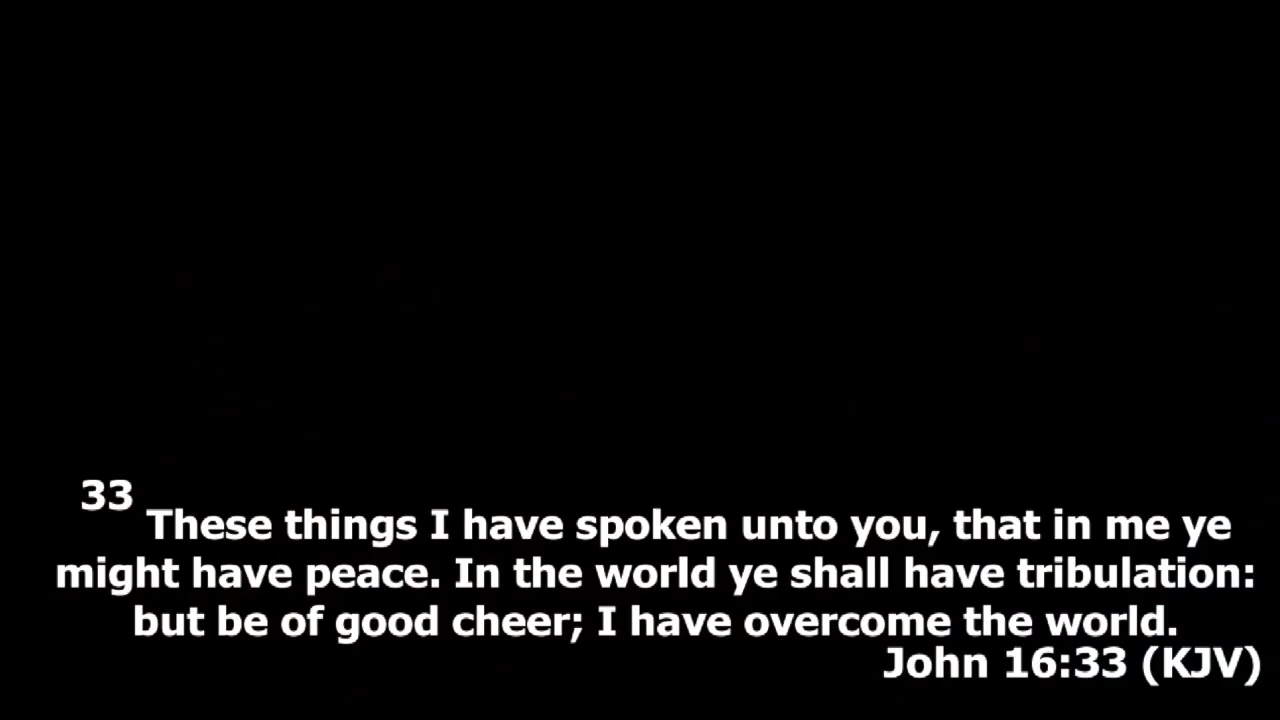 33
These things I have spoken unto you, that in me ye
might have peace. In the world ye shall have tribulation:
but be of good cheer; I have overcome the world.
John 16:33 (KJV)